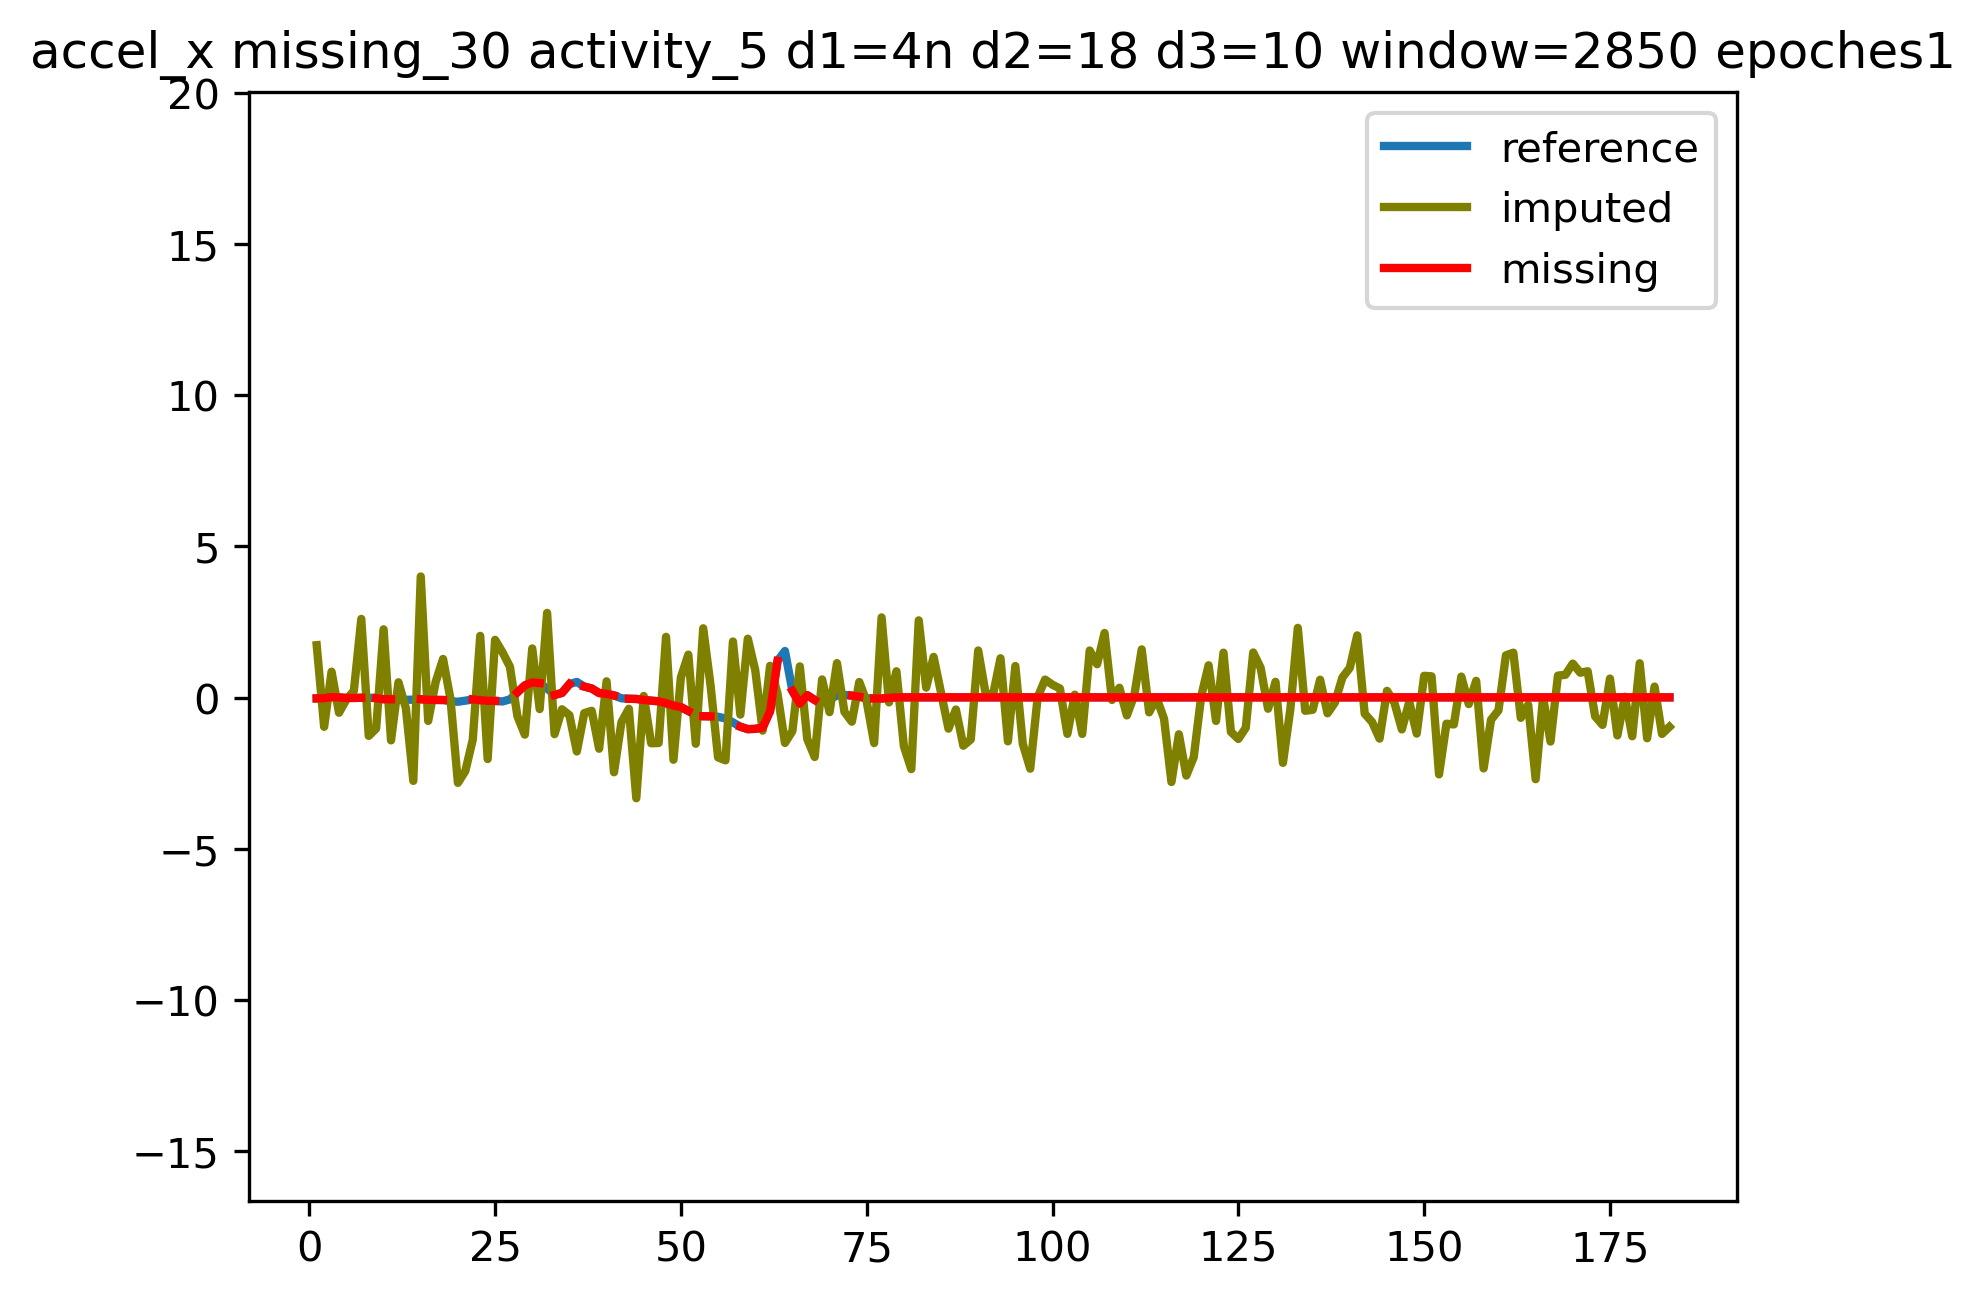 accel_x missing_30 activity_5 d1=4n d2=18 d3=10 window=2850 epoches1
20
15
10
5
0
−5
−10
−15
reference
imputed
missing
0 25 50 75 100 125 150 175